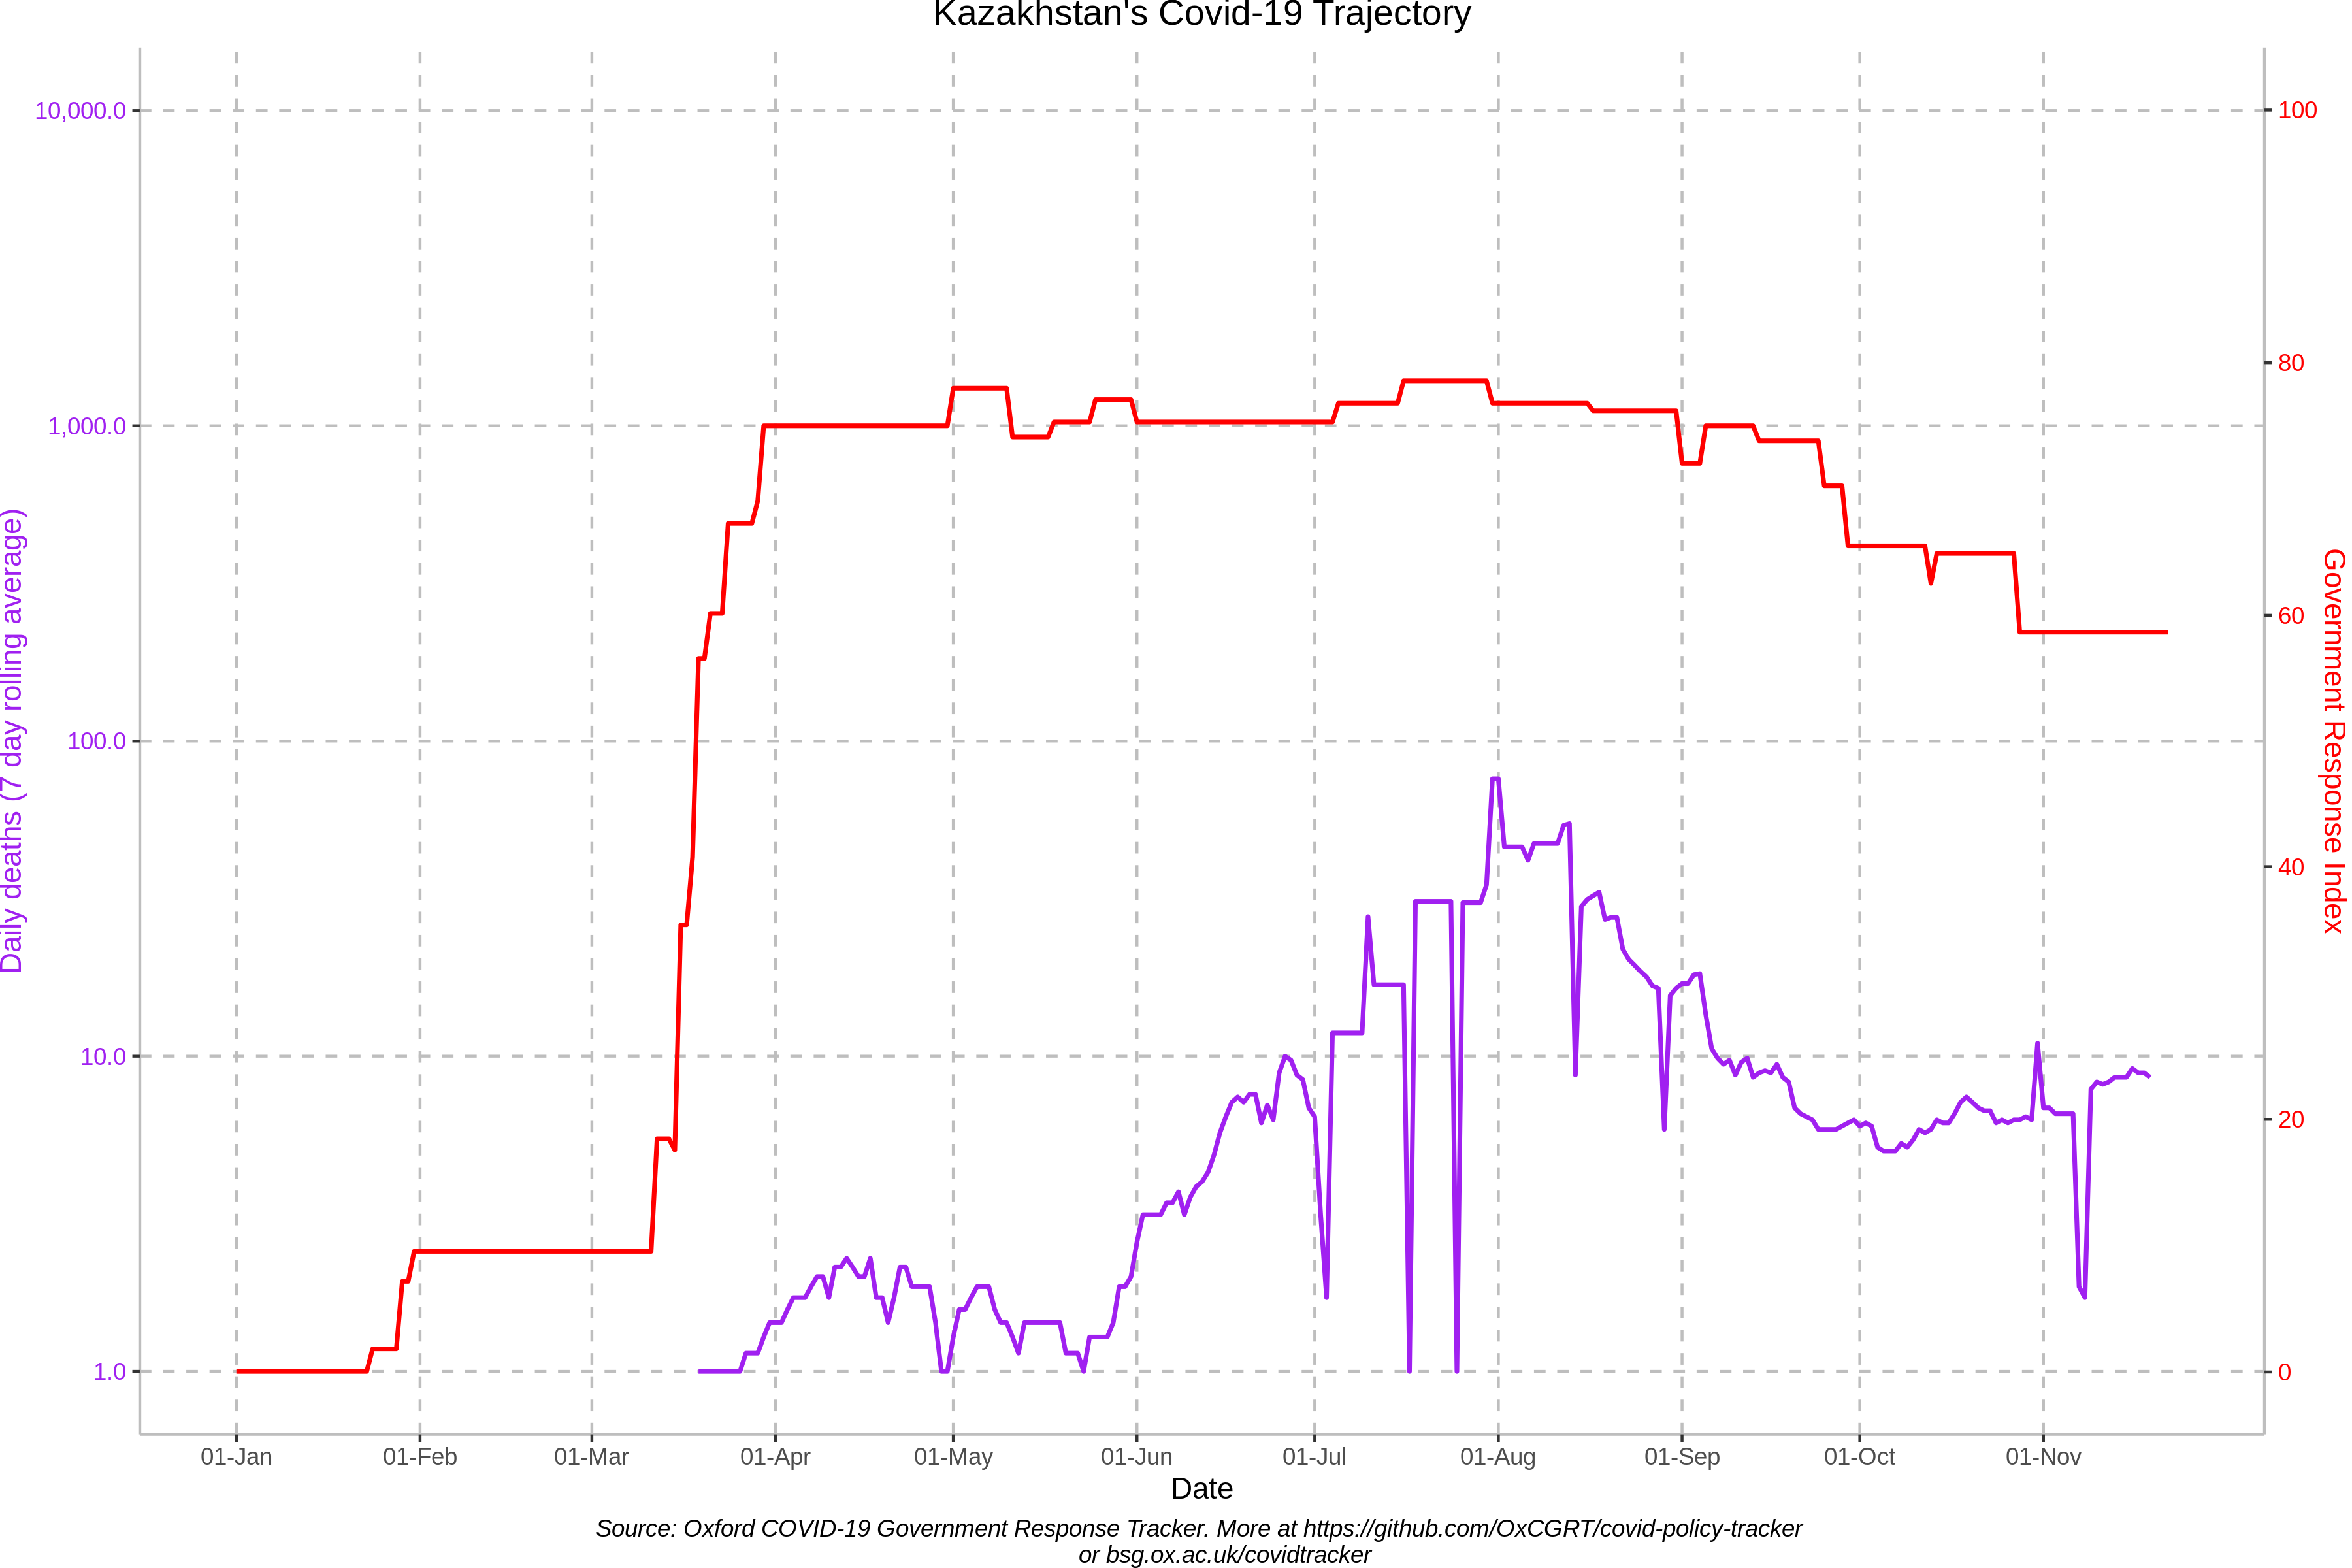 Kazakhstan's Covid-19 Trajectory
10,000.0
1,000.0
100.0
10.0
1.0
Daily deaths (7 day rolling average)
100
80
60
40
20
0
Government Response Index
01-Jan
01-Feb
01-Mar
01-Apr
01-May
01-Jun
01-Jul
01-Aug
01-Sep
01-Oct
01-Nov
Date
Source: Oxford COVID-19 Government Response Tracker. More at https://github.com/OxCGRT/covid-policy-tracker
or bsg.ox.ac.uk/covidtracker